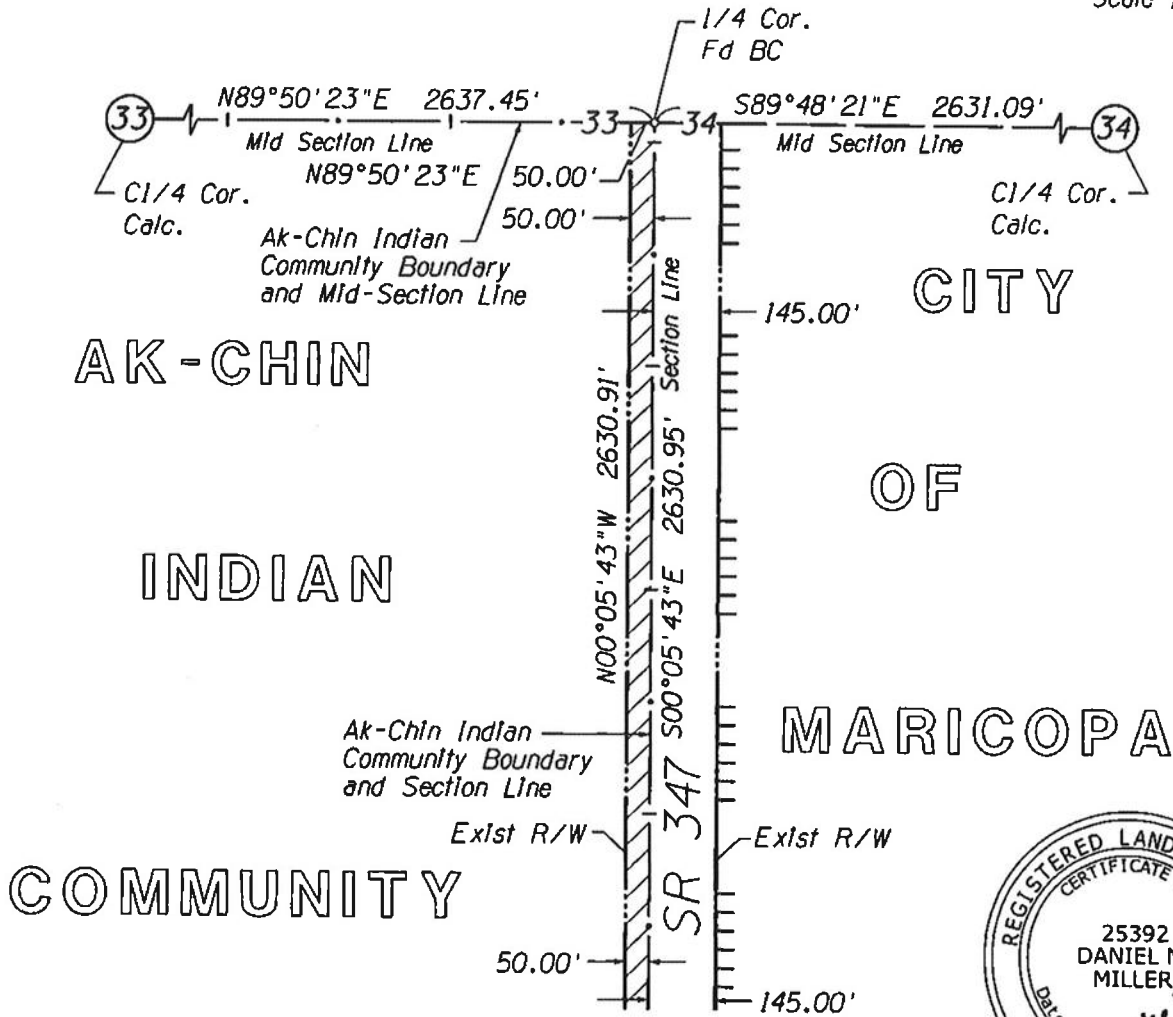 1/4 Cor.
Fd BC
33
N89°50'23"E 2637.45'
33
34
S89°48'21"E 2631.09'
34
Mid Section Line
Mid Section Line
N89°50'23"E 50.00'
C1/4 Cor.
Calc.
C1/4 Cor.
Calc.
50.00'
Ak-Chin Indian
Community Boundary
and Mid-Section Line
Section Line
CITY
145.00'
AK-CHIN
N00°05'43"W 2630.91'
S00°05'43"E 2630.95'
OF
INDIAN
MARICOPA
Ak-Chin Indian
Community Boundary
and Section Line
SR 347
Exist R/W
Exist R/W
COMMUNITY
REGISTERED LAND
CERTIFICATE
25392
DANIEL
MILLER
50.00'
145.00'